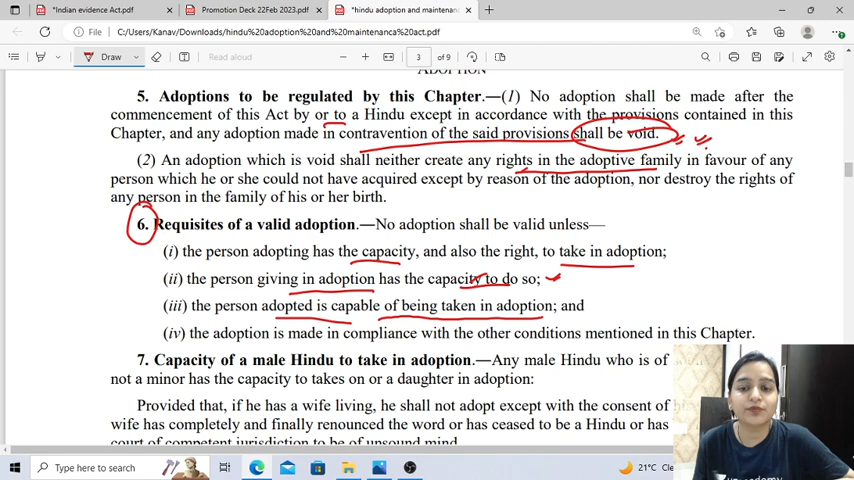 *Indian evidence Act.pdf
Promotion Deck 22Feb 2023.pdf
*hindu adoption and maintenanc
File
C:/Users/Kanav/Downloads/hindu%20adoption%20and%20maintenanca%20act.pdf
Draw
Read aloud
3 of 9
ADOPTION
5. Adoptions to be regulated by this Chapter.—(1) No adoption shall be made after the
commencement of this Act by or to a Hindu except in accordance with the provisions contained in this
Chapter, and any adoption made in contravention of the said provisions shall be void.
(2) An adoption which is void shall neither create any rights in the adoptive family in favour of any
person which he or she could not have acquired except by reason of the adoption, nor destroy the rights of
any person in the family of his or her birth.
6. Requisites of a valid adoption.—No adoption shall be valid unless—
(i) the person adopting has the capacity, and also the right, to take in adoption;
(ii) the person giving in adoption has the capacity to do so;
(iii) the person adopted is capable of being taken in adoption; and
(iv) the adoption is made in compliance with the other conditions mentioned in this Chapter.
7. Capacity of a male Hindu to take in adoption.—Any male Hindu who is of
not a minor has the capacity to takes on or a daughter in adoption:
Provided that, if he has a wife living, he shall not adopt except with the consent of
wife has completely and finally renounced the word or has ceased to be a Hindu or has
court of competent jurisdiction to be of unsound mind.
Type here to search
21°C